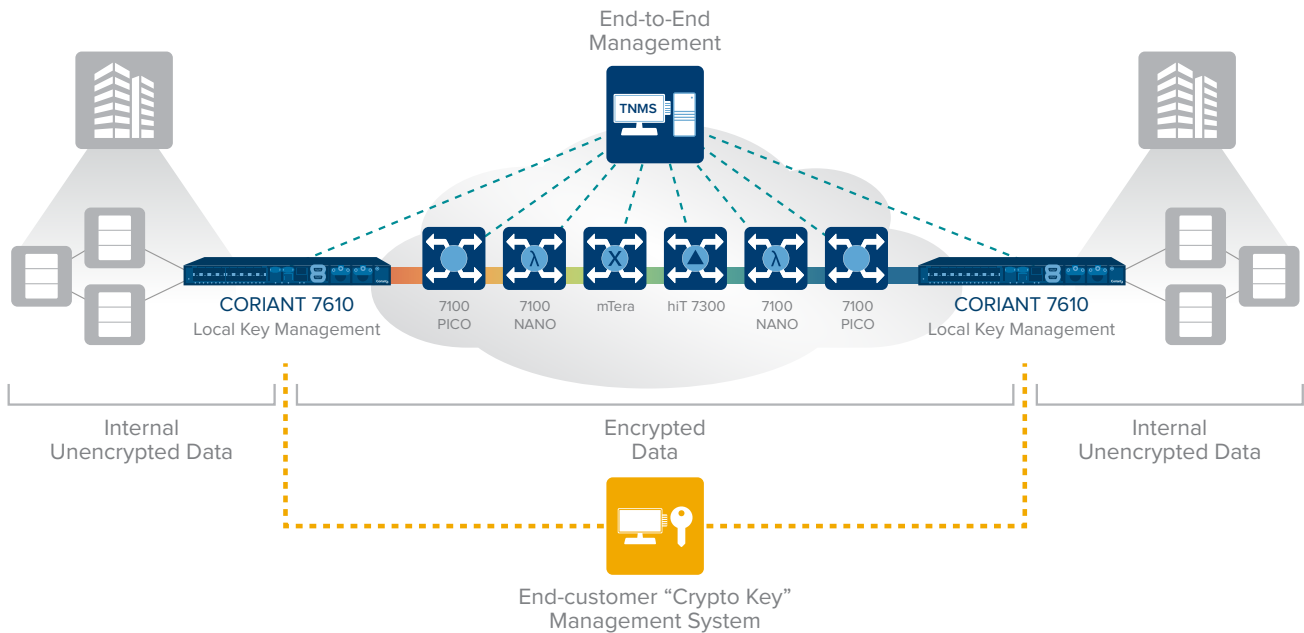 End-to-End
Management
TNMS
CORIANT 7610
Local Key Management
7100
PICO
7100
NANO
mTera
hiT 7300
7100
NANO
7100
PICO
CORIANT 7610
Local Key Management
Internal
Unencrypted Data
Encrypted
Data
Internal
Unencrypted Data
End-customer “Crypto Key”
Management System
λ
X
λ